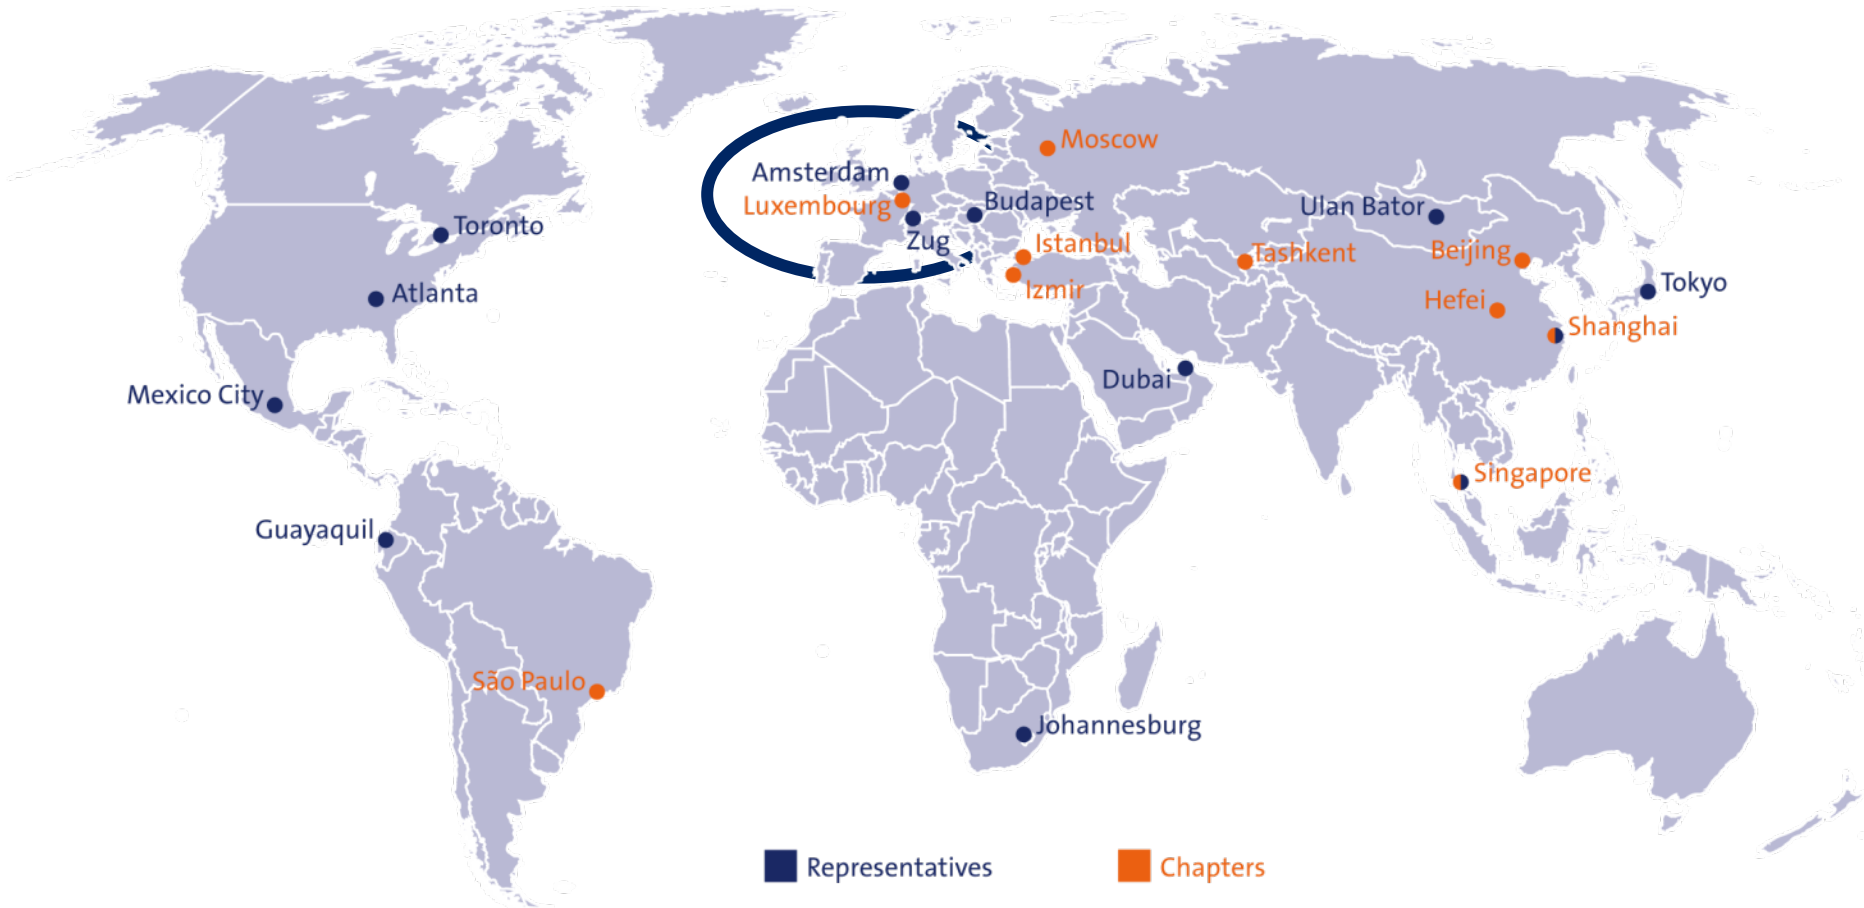 Moscow
Amsterdam
Luxembourg
Budapest
Zug
Istanbul
Izmir
Toronto
Atlanta
Ulan Bator
Tashkent
Beijing
Tokyo
Hefei
Shanghai
Mexico City
Dubai
Singapore
Guayaquil
São Paulo
Johannesburg
Representatives
Chapters